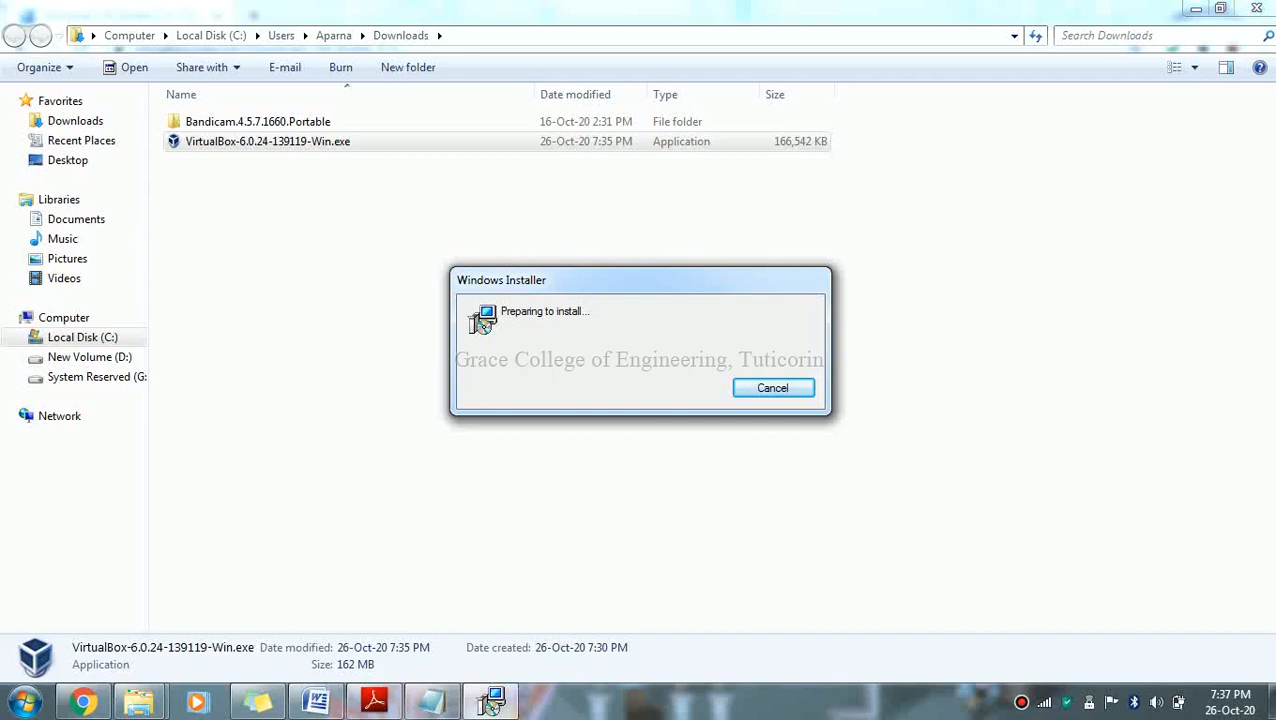 Computer Local Disk (C:) Users Aparna Downloads Search Downloads
Organize Open Share with E-mail Burn New folder
Name Date modified Type Size
Favorites
Downloads
Recent Places
Desktop
Libraries
Documents
Music
Pictures
Videos
Computer
Local Disk (C:)
New Volume (D:)
System Reserved (G:
Network
Bandicam.4.5.7.1660.Portable 16-Oct-20 2:31 PM File folder
VirtualBox-6.0.24-139119-Win.exe 26-Oct-20 7:35 PM Application 166,542 KB
Windows Installer
Preparing to install...
Grace College of Engineering, Tuticorin
Cancel
VirtualBox-6.0.24-139119-Win.exe Date modified: 26-Oct-20 7:35 PM Date created: 26-Oct-20 7:30 PM
Application Size: 162 MB
7:37 PM
26-Oct-20